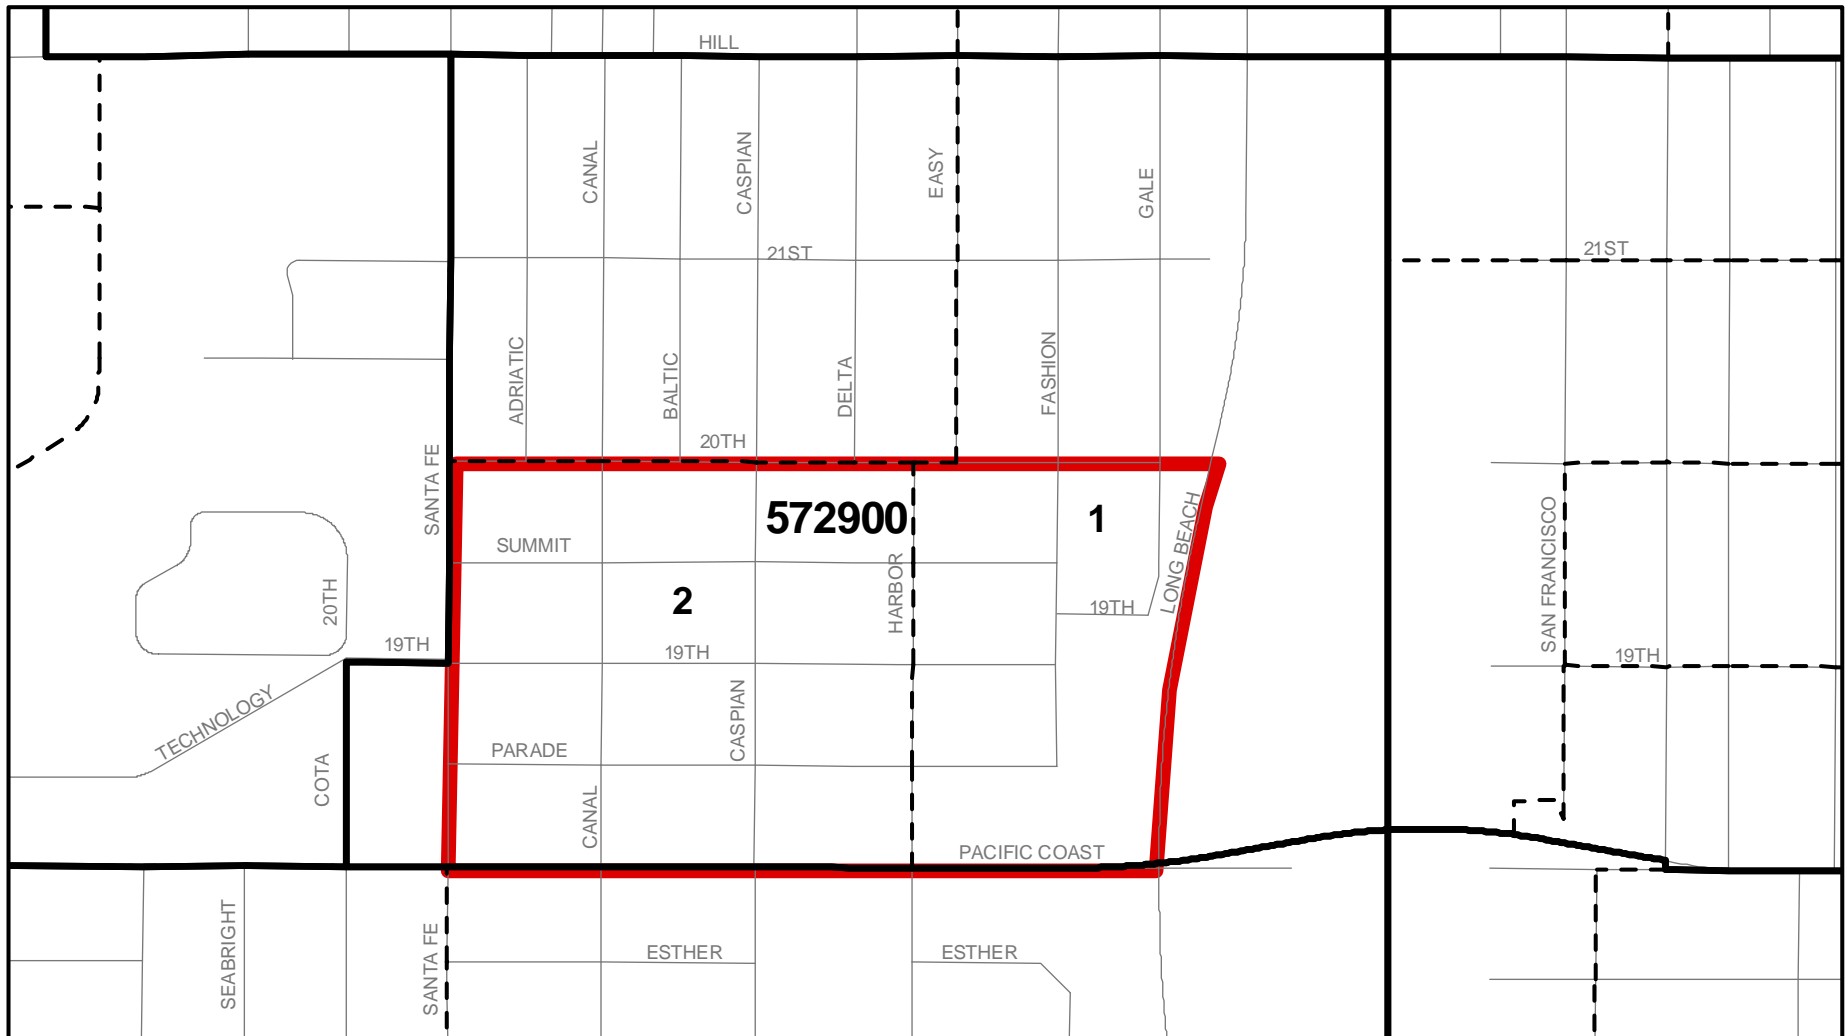 HILL
CANAL
CASPIAN
EASY
GALE
21ST
21ST
ADRIATIC
BALTIC
DELTA
FASHION
20TH
SANTA FE
572900
1
LONG BEACH
SAN FRANCISCO
SUMMIT
HARBOR
2
20TH
19TH
19TH
19TH
19TH
TECHNOLOGY
CASPIAN
PARADE
COTA
CANAL
PACIFIC COAST
SEABRIGHT
SANTA FE
ESTHER
ESTHER